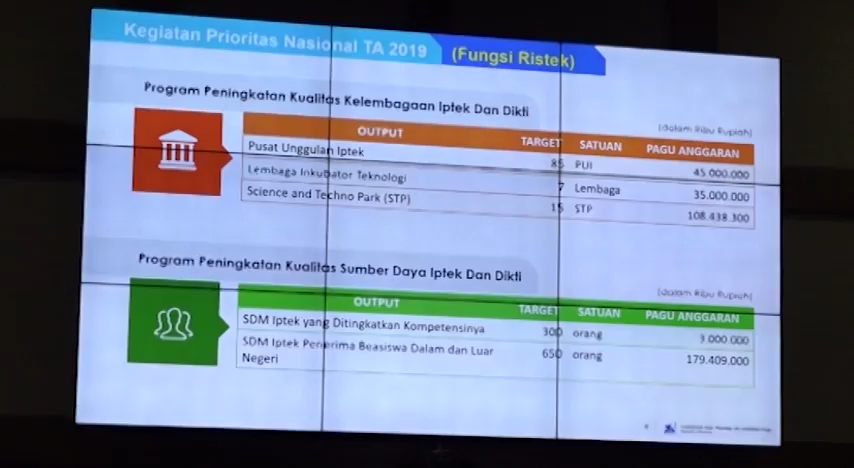 Kegiatan Prioritas Nasional TA 2019 (Fungsi Ristek)
Program Peningkatan Kualitas Kelembagaan Iptek Dan Dikti
(dalam Ribu Rupiah)
OUTPUT TARGET SATUAN PAGU ANGGARAN
Pusat Unggulan Iptek 85 PUI 45.000.000
Lembaga Inkubator Teknologi 7 Lembaga 35.000.000
Science and Techno Park (STP) 15 STP 108.438.300
Program Peningkatan Kualitas Sumber Daya Iptek Dan Dikti
(dalam Ribu Rupiah)
OUTPUT TARGET SATUAN PAGU ANGGARAN
SDM Iptek yang Ditingkatkan Kompetensinya 300 orang 3.000.000
SDM Iptek Penerima Beasiswa Dalam dan Luar
Negeri 650 orang 179.409.000